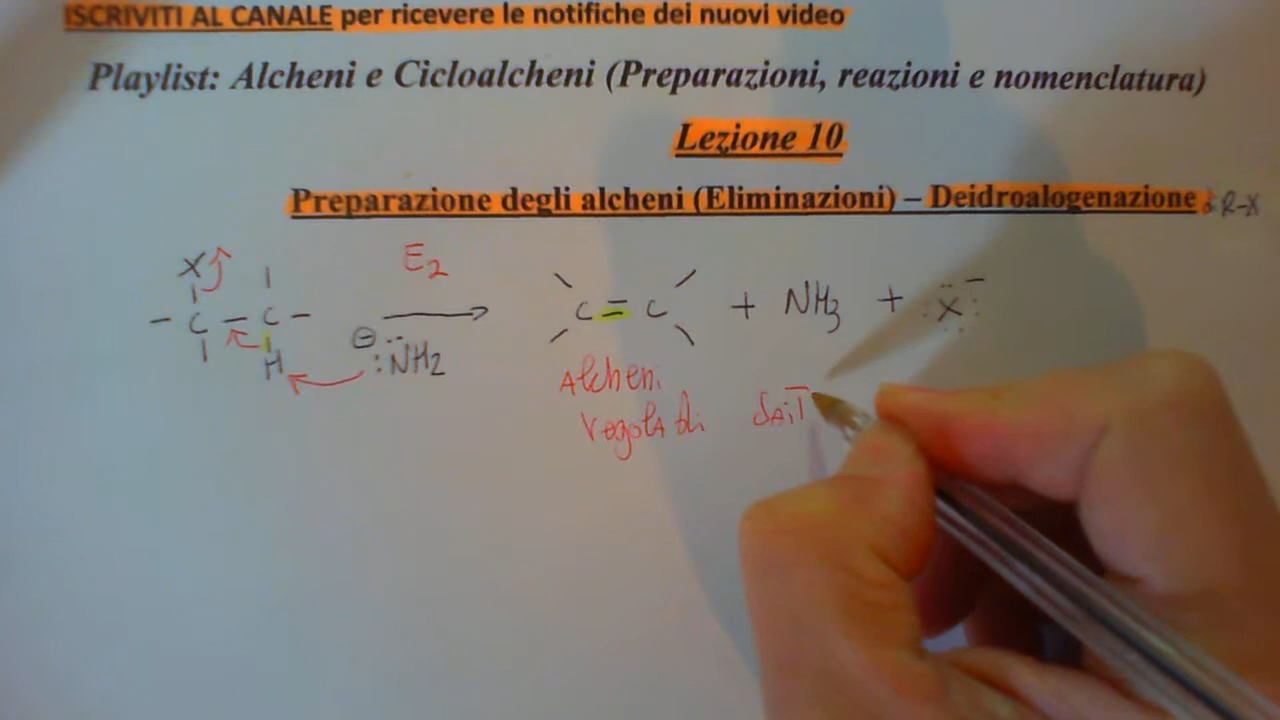 ISCRIVITI AL CANALE per ricevere le notifiche dei nuovi video
Playlist: Alcheni e Cicloalcheni (Preparazioni, reazioni e nomenclatura)
Lezione 10
Preparazione degli alcheni (Eliminazioni) – Deidroalogenazione R-X
X E2
– C – C – ⊖ :NH2 → C = C + NH3 + :X: –
H
Alcheni
Regola di SAIT